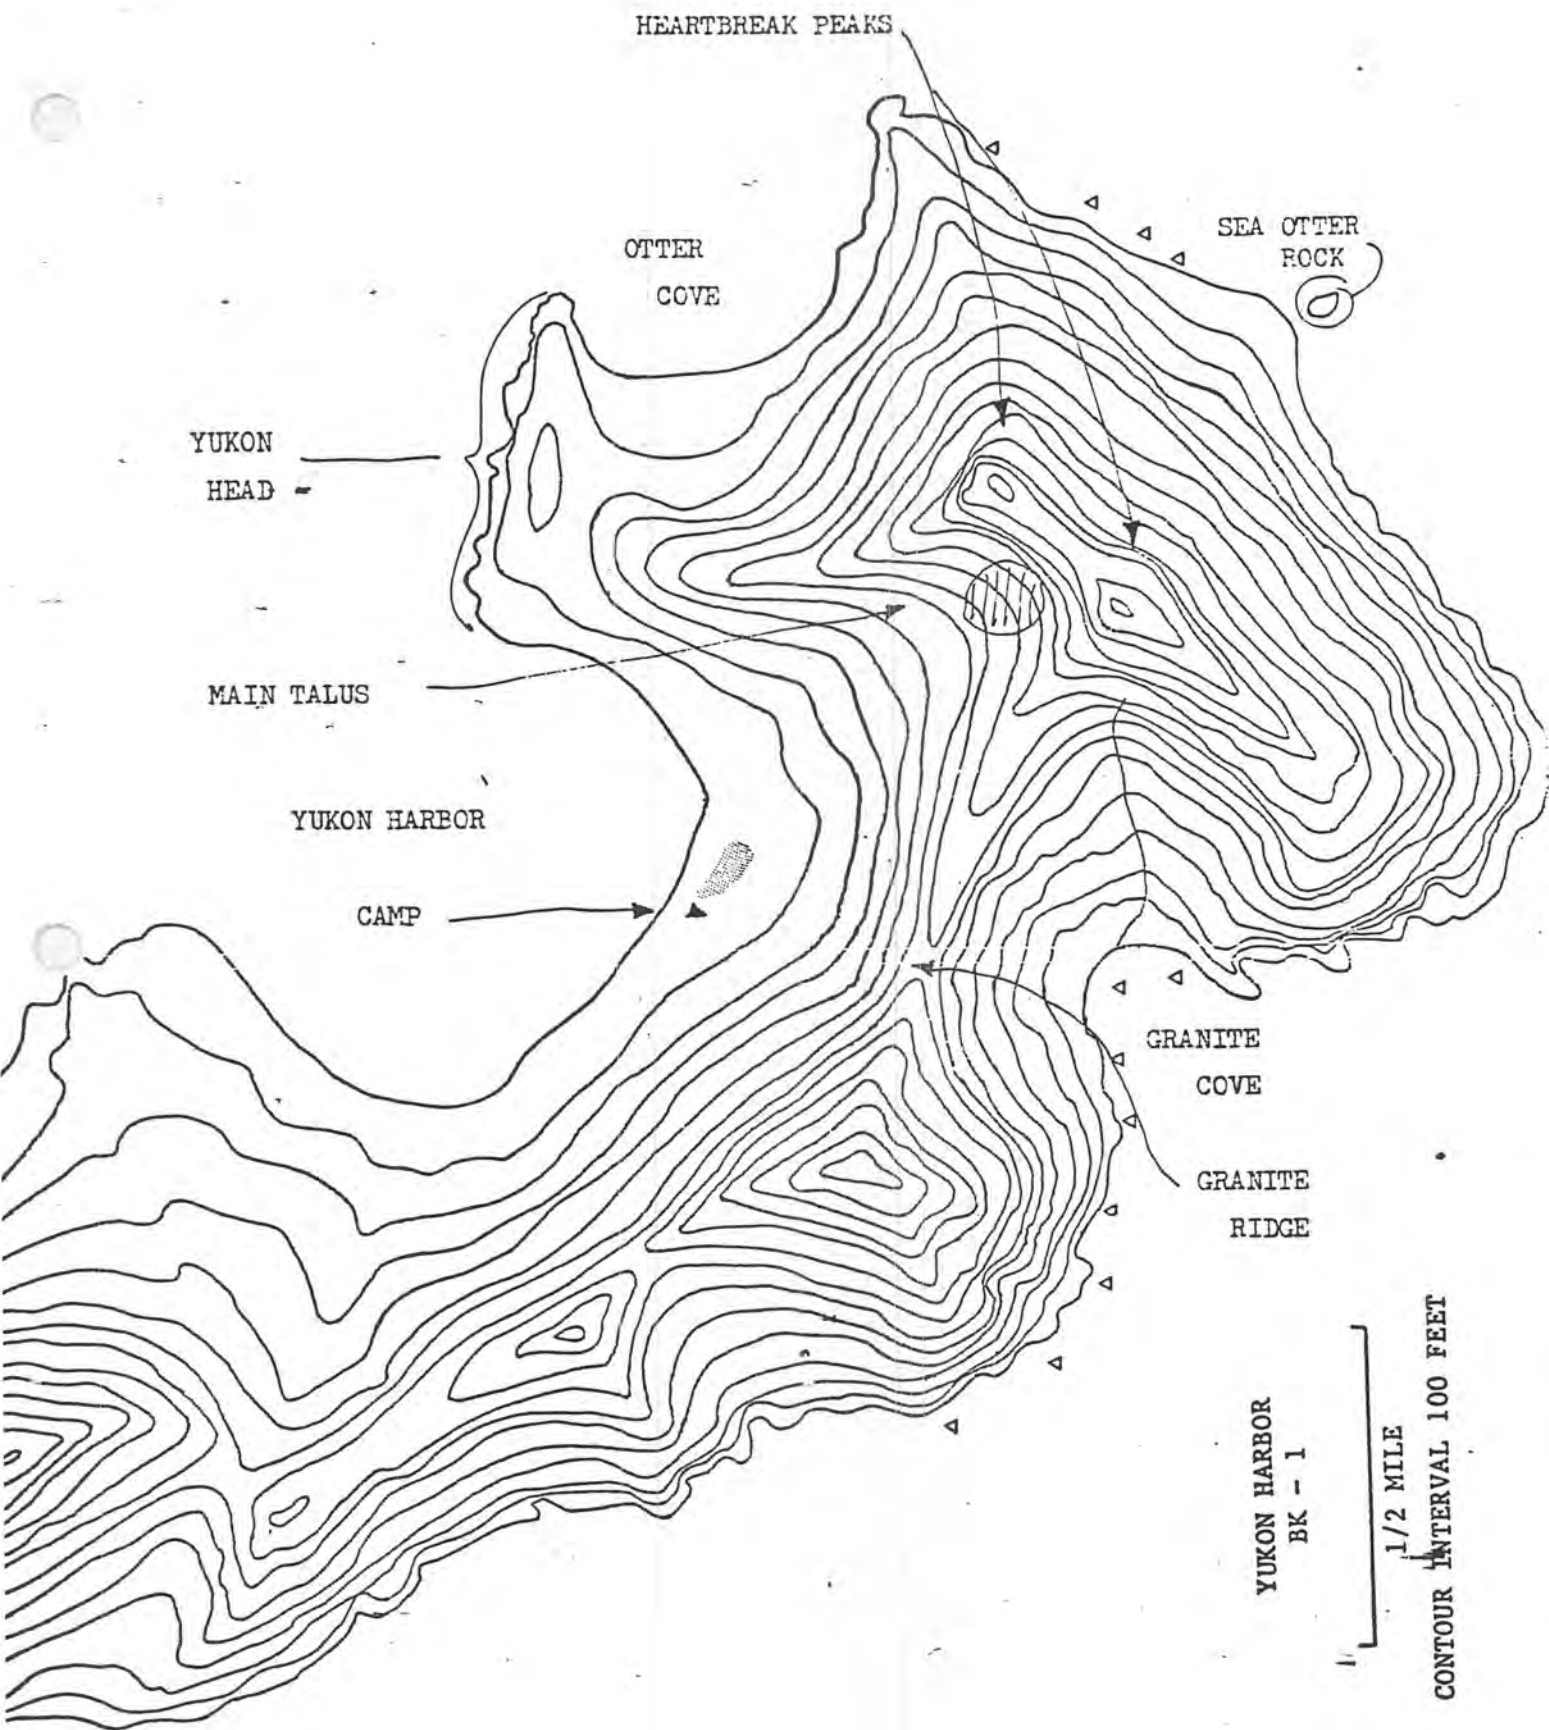 HEARTBREAK PEAKS
OTTER
COVE
SEA OTTER
ROCK
YUKON
HEAD
MAIN TALUS
YUKON HARBOR
CAMP
GRANITE
COVE
GRANITE
RIDGE
YUKON HARBOR
BK - 1
1/2 MILE
CONTOUR INTERVAL 100 FEET